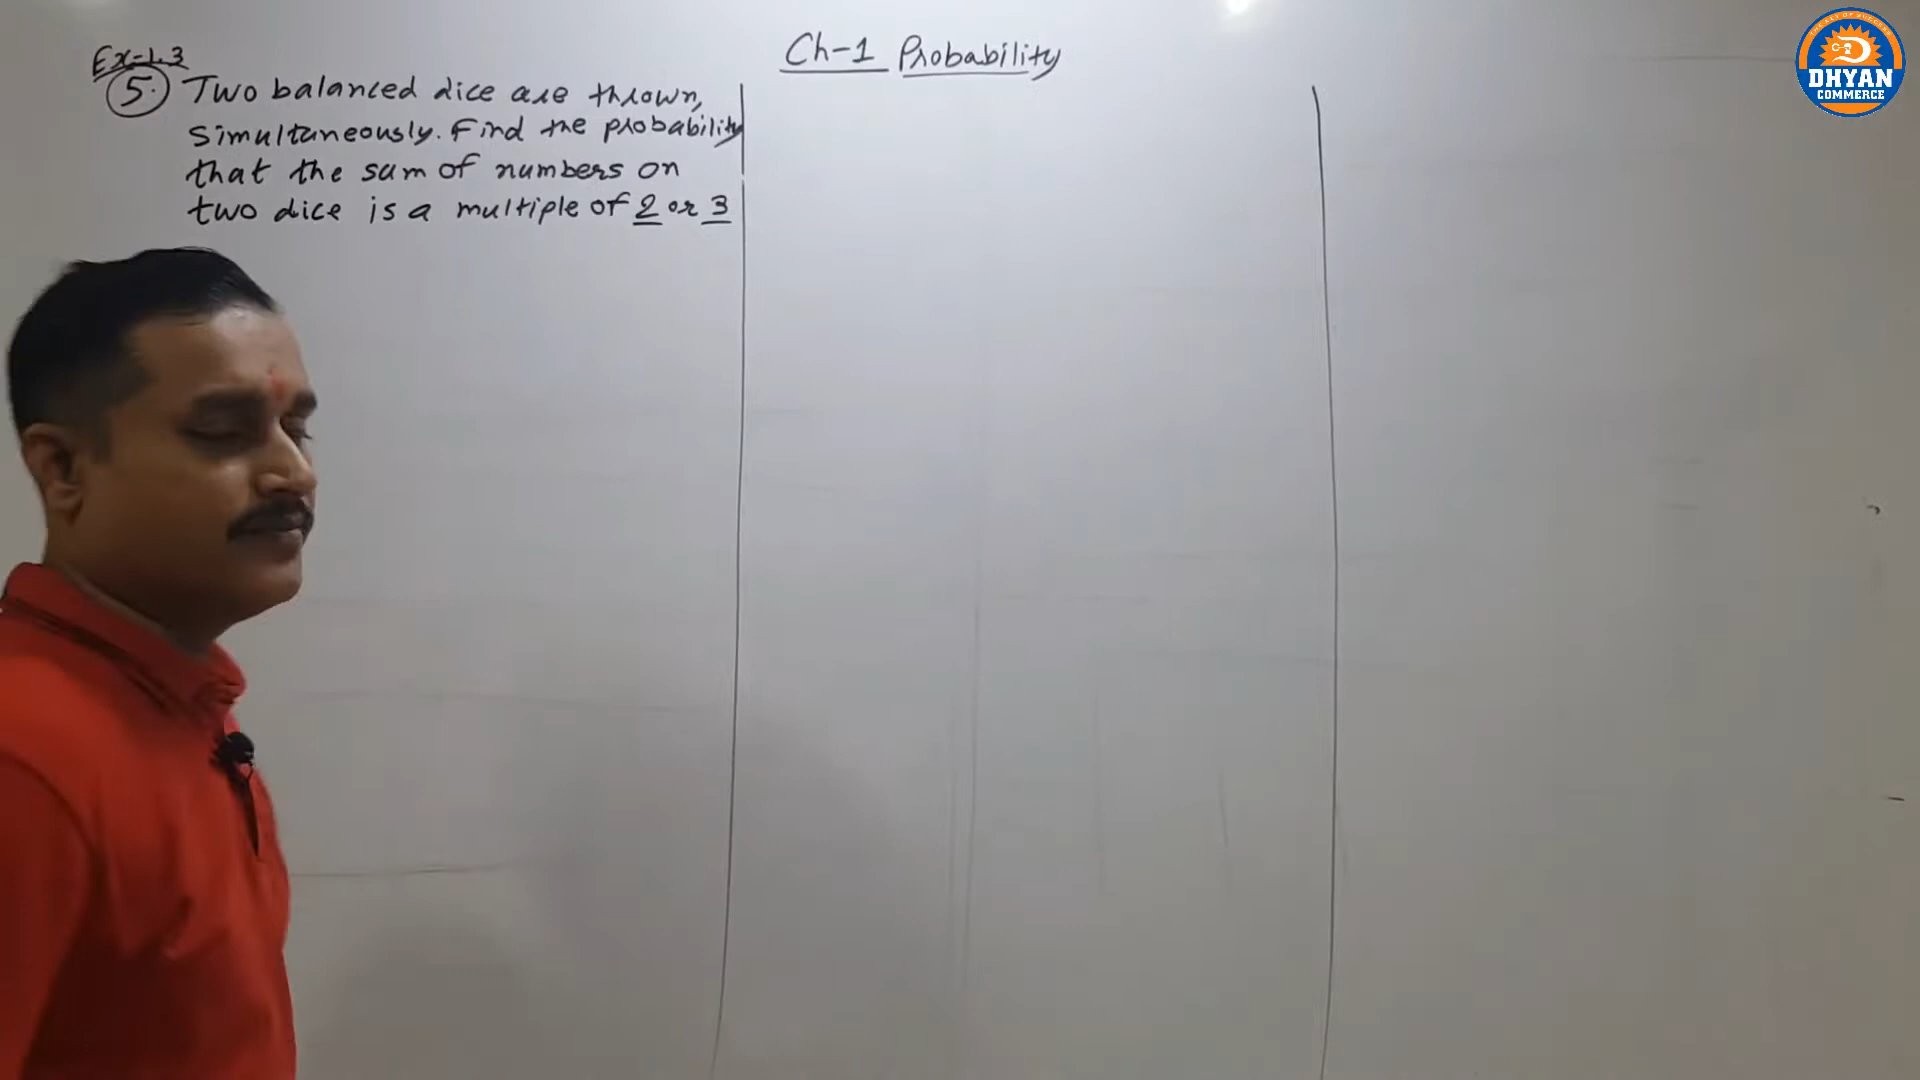 Ch-1 Probability
Ex-1.3
5. Two balanced dice are thrown,
Simultaneously. Find the probability
that the sum of numbers on
two dice is a multiple of 2 or 3
DHYAN
COMMERCE